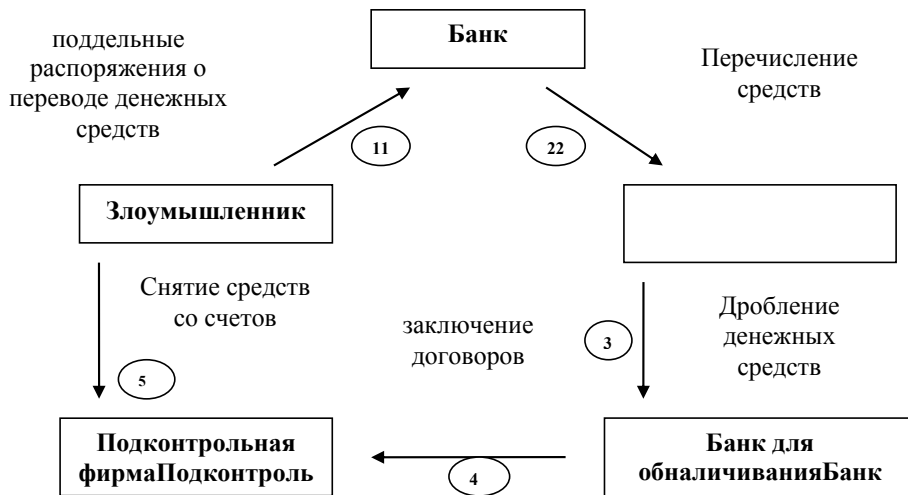 поддельные
распоряжения о
переводе денежных
средств
Банк
Перечисление
средств
11
22
Злоумышленник
Снятие средств
со счетов
заключение
договоров
3
Дробление
денежных
средств
5
Подконтрольная
фирмаПодконтроль
4
Банк для
обналичиванияБанк